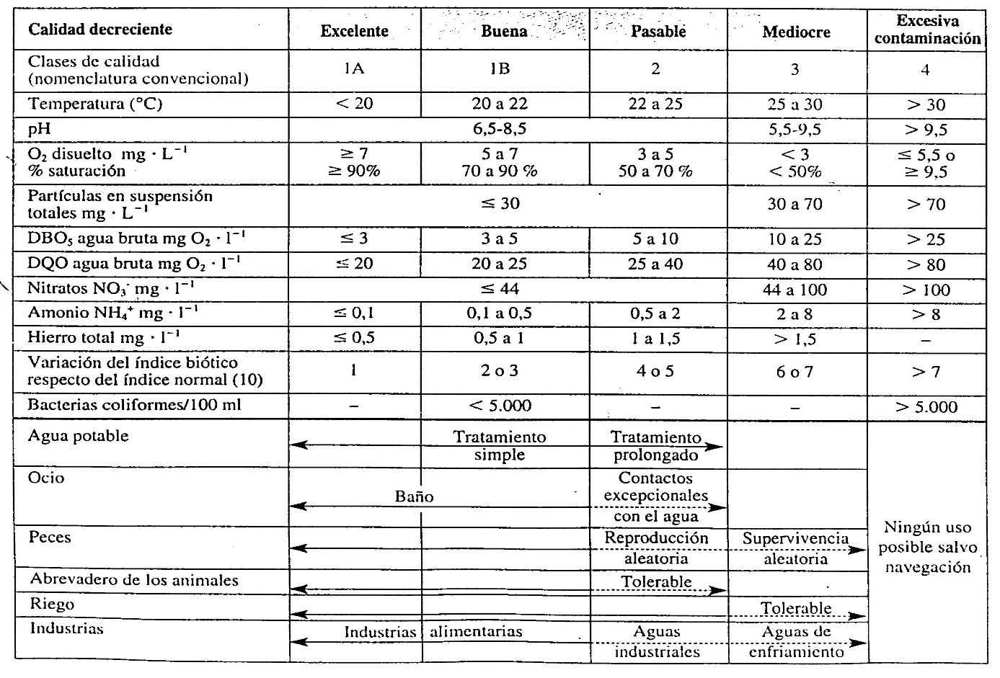 Calidad decreciente Excelente Buena Pasable Mediocre Excesiva contaminación
Clases de calidad
(nomenclatura convencional) 1A 1B 2 3 4
Temperatura (°C) < 20 20 a 22 22 a 25 25 a 30 > 30
pH 6,5-8,5 5,5-9,5 > 9,5
O₂ disuelto mg · L⁻¹ ≥ 7 5 a 7 3 a 5 < 3 ≤ 5,5 o
% saturación ≥ 90% 70 a 90 % 50 a 70 % < 50% ≥ 9,5
Partículas en suspensión
totales mg · L⁻¹ ≤ 30 30 a 70 > 70
DBO₅ agua bruta mg O₂ · l⁻¹ ≤ 3 3 a 5 5 a 10 10 a 25 > 25
DQO agua bruta mg O₂ · l⁻¹ ≤ 20 20 a 25 25 a 40 40 a 80 > 80
Nitratos NO₃⁻ mg · l⁻¹ ≤ 44 44 a 100 > 100
Amonio NH₄⁺ mg · l⁻¹ ≤ 0,1 0,1 a 0,5 0,5 a 2 2 a 8 > 8
Hierro total mg · l⁻¹ ≤ 0,5 0,5 a 1 1 a 1,5 > 1,5 –
Variación del índice biótico
respecto del índice normal (10) 1 2 o 3 4 o 5 6 o 7 > 7
Bacterias coliformes/100 ml – < 5.000 – – > 5.000
Agua potable Tratamiento Tratamiento
simple prolongado
Ocio Contactos
Baño excepcionales
con el agua
Peces Reproducción Supervivencia
aleatoria aleatoria
Abrevadero de los animales Tolerable
Riego Tolerable
Industrias Industrias alimentarias Aguas Aguas de
industriales enfriamiento
Ningún uso
posible salvo
navegación